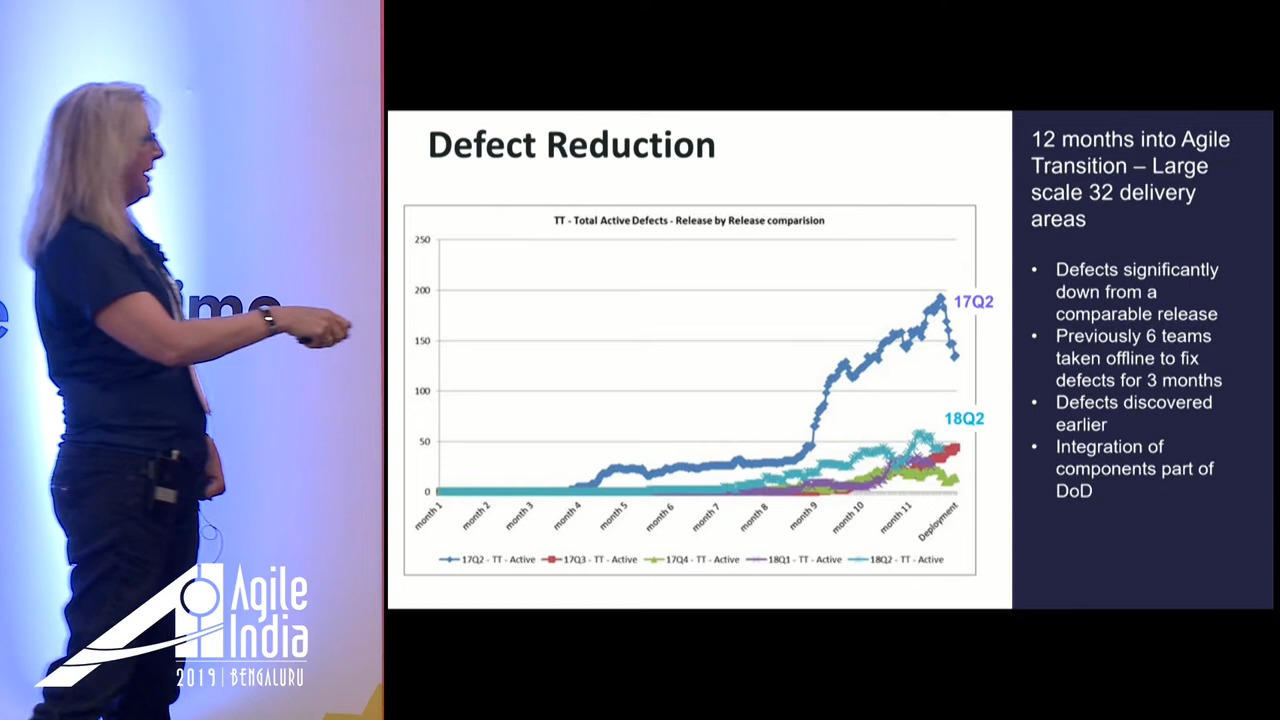 Defect Reduction
TT - Total Active Defects - Release by Release comparision
250
200
150
100
50
0
month 1
month 2
month 3
month 4
month 5
month 6
month 7
month 8
month 9
month 10
month 11
Deployment
17Q2
18Q2
17Q2 - TT - Active
17Q3 - TT - Active
17Q4 - TT - Active
18Q1 - TT - Active
18Q2 - TT - Active
12 months into Agile
Transition – Large
scale 32 delivery
areas
• Defects significantly
down from a
comparable release
• Previously 6 teams
taken offline to fix
defects for 3 months
• Defects discovered
earlier
• Integration of
components part of
DoD
Agile
India
2019 | BENGALURU